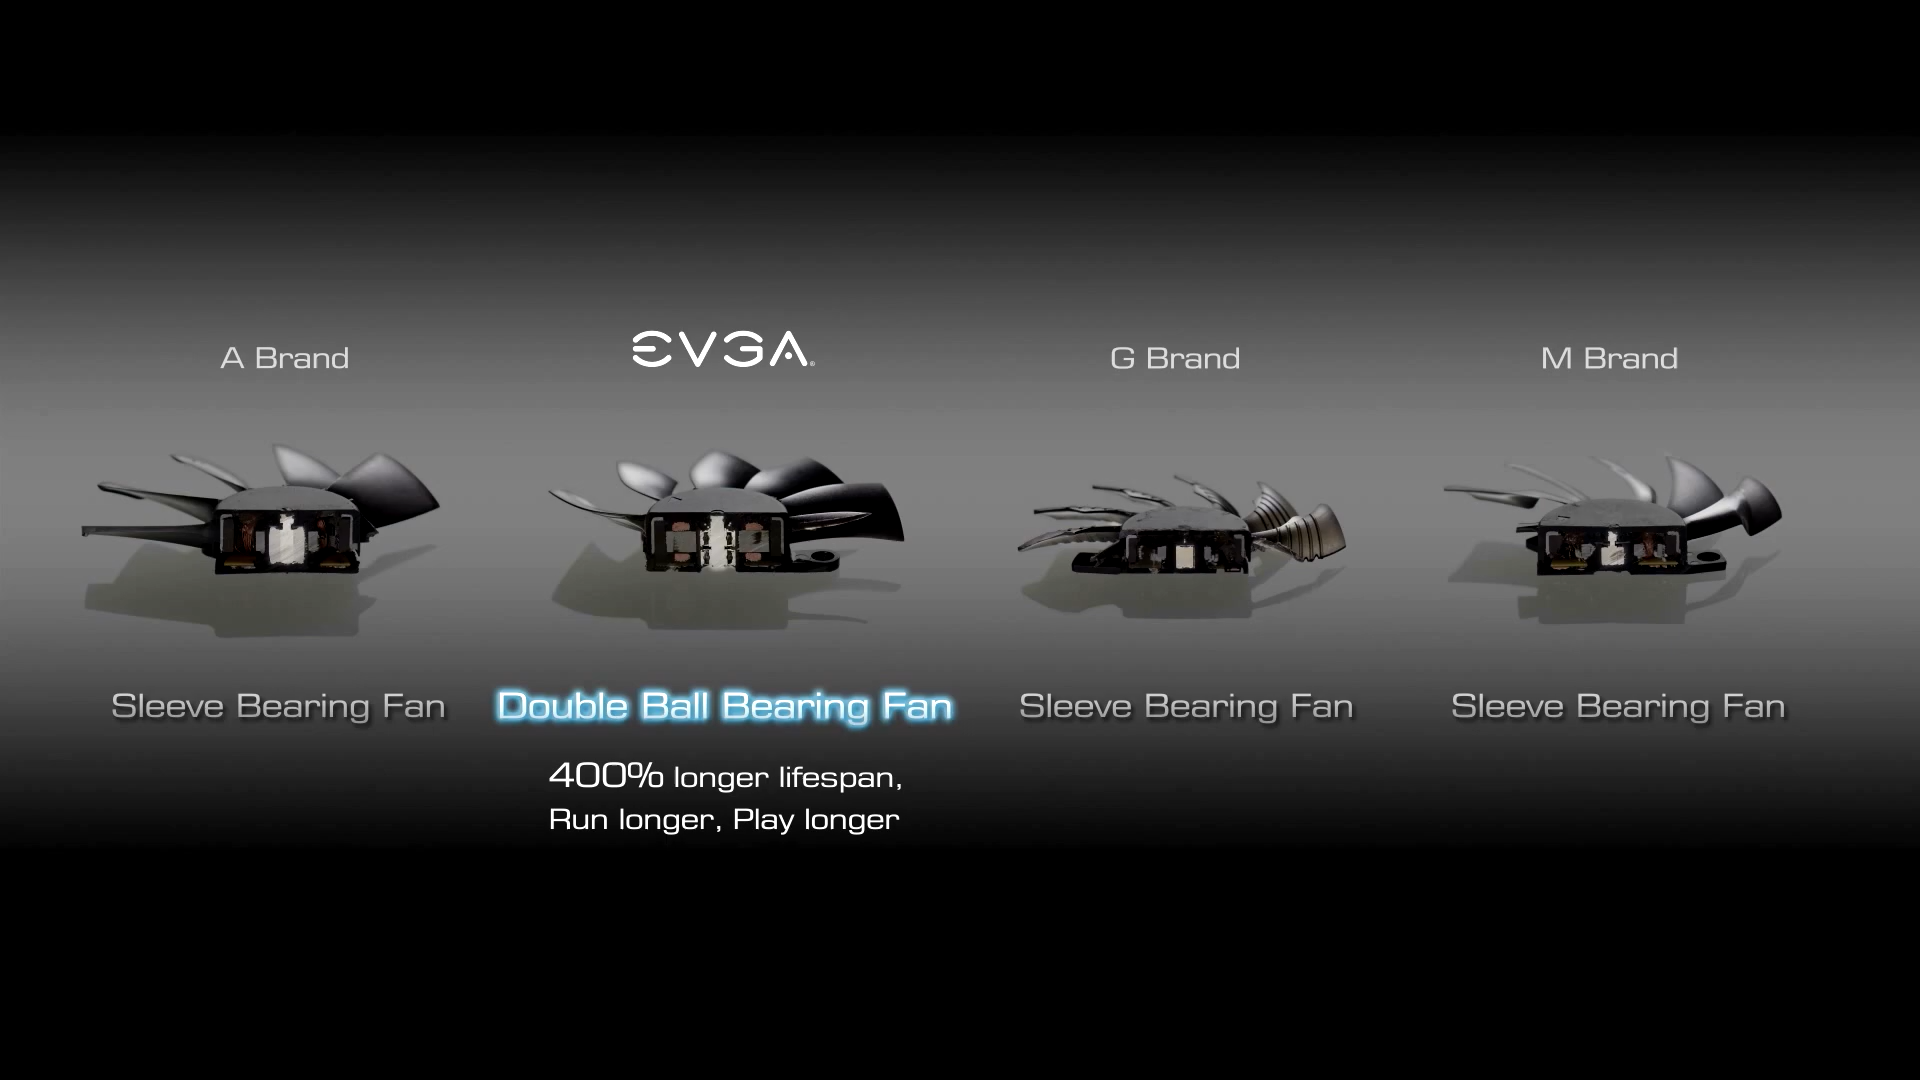 A Brand
EVGA
G Brand
M Brand
Sleeve Bearing Fan
Double Ball Bearing Fan
Sleeve Bearing Fan
Sleeve Bearing Fan
400% longer lifespan,
Run longer, Play longer